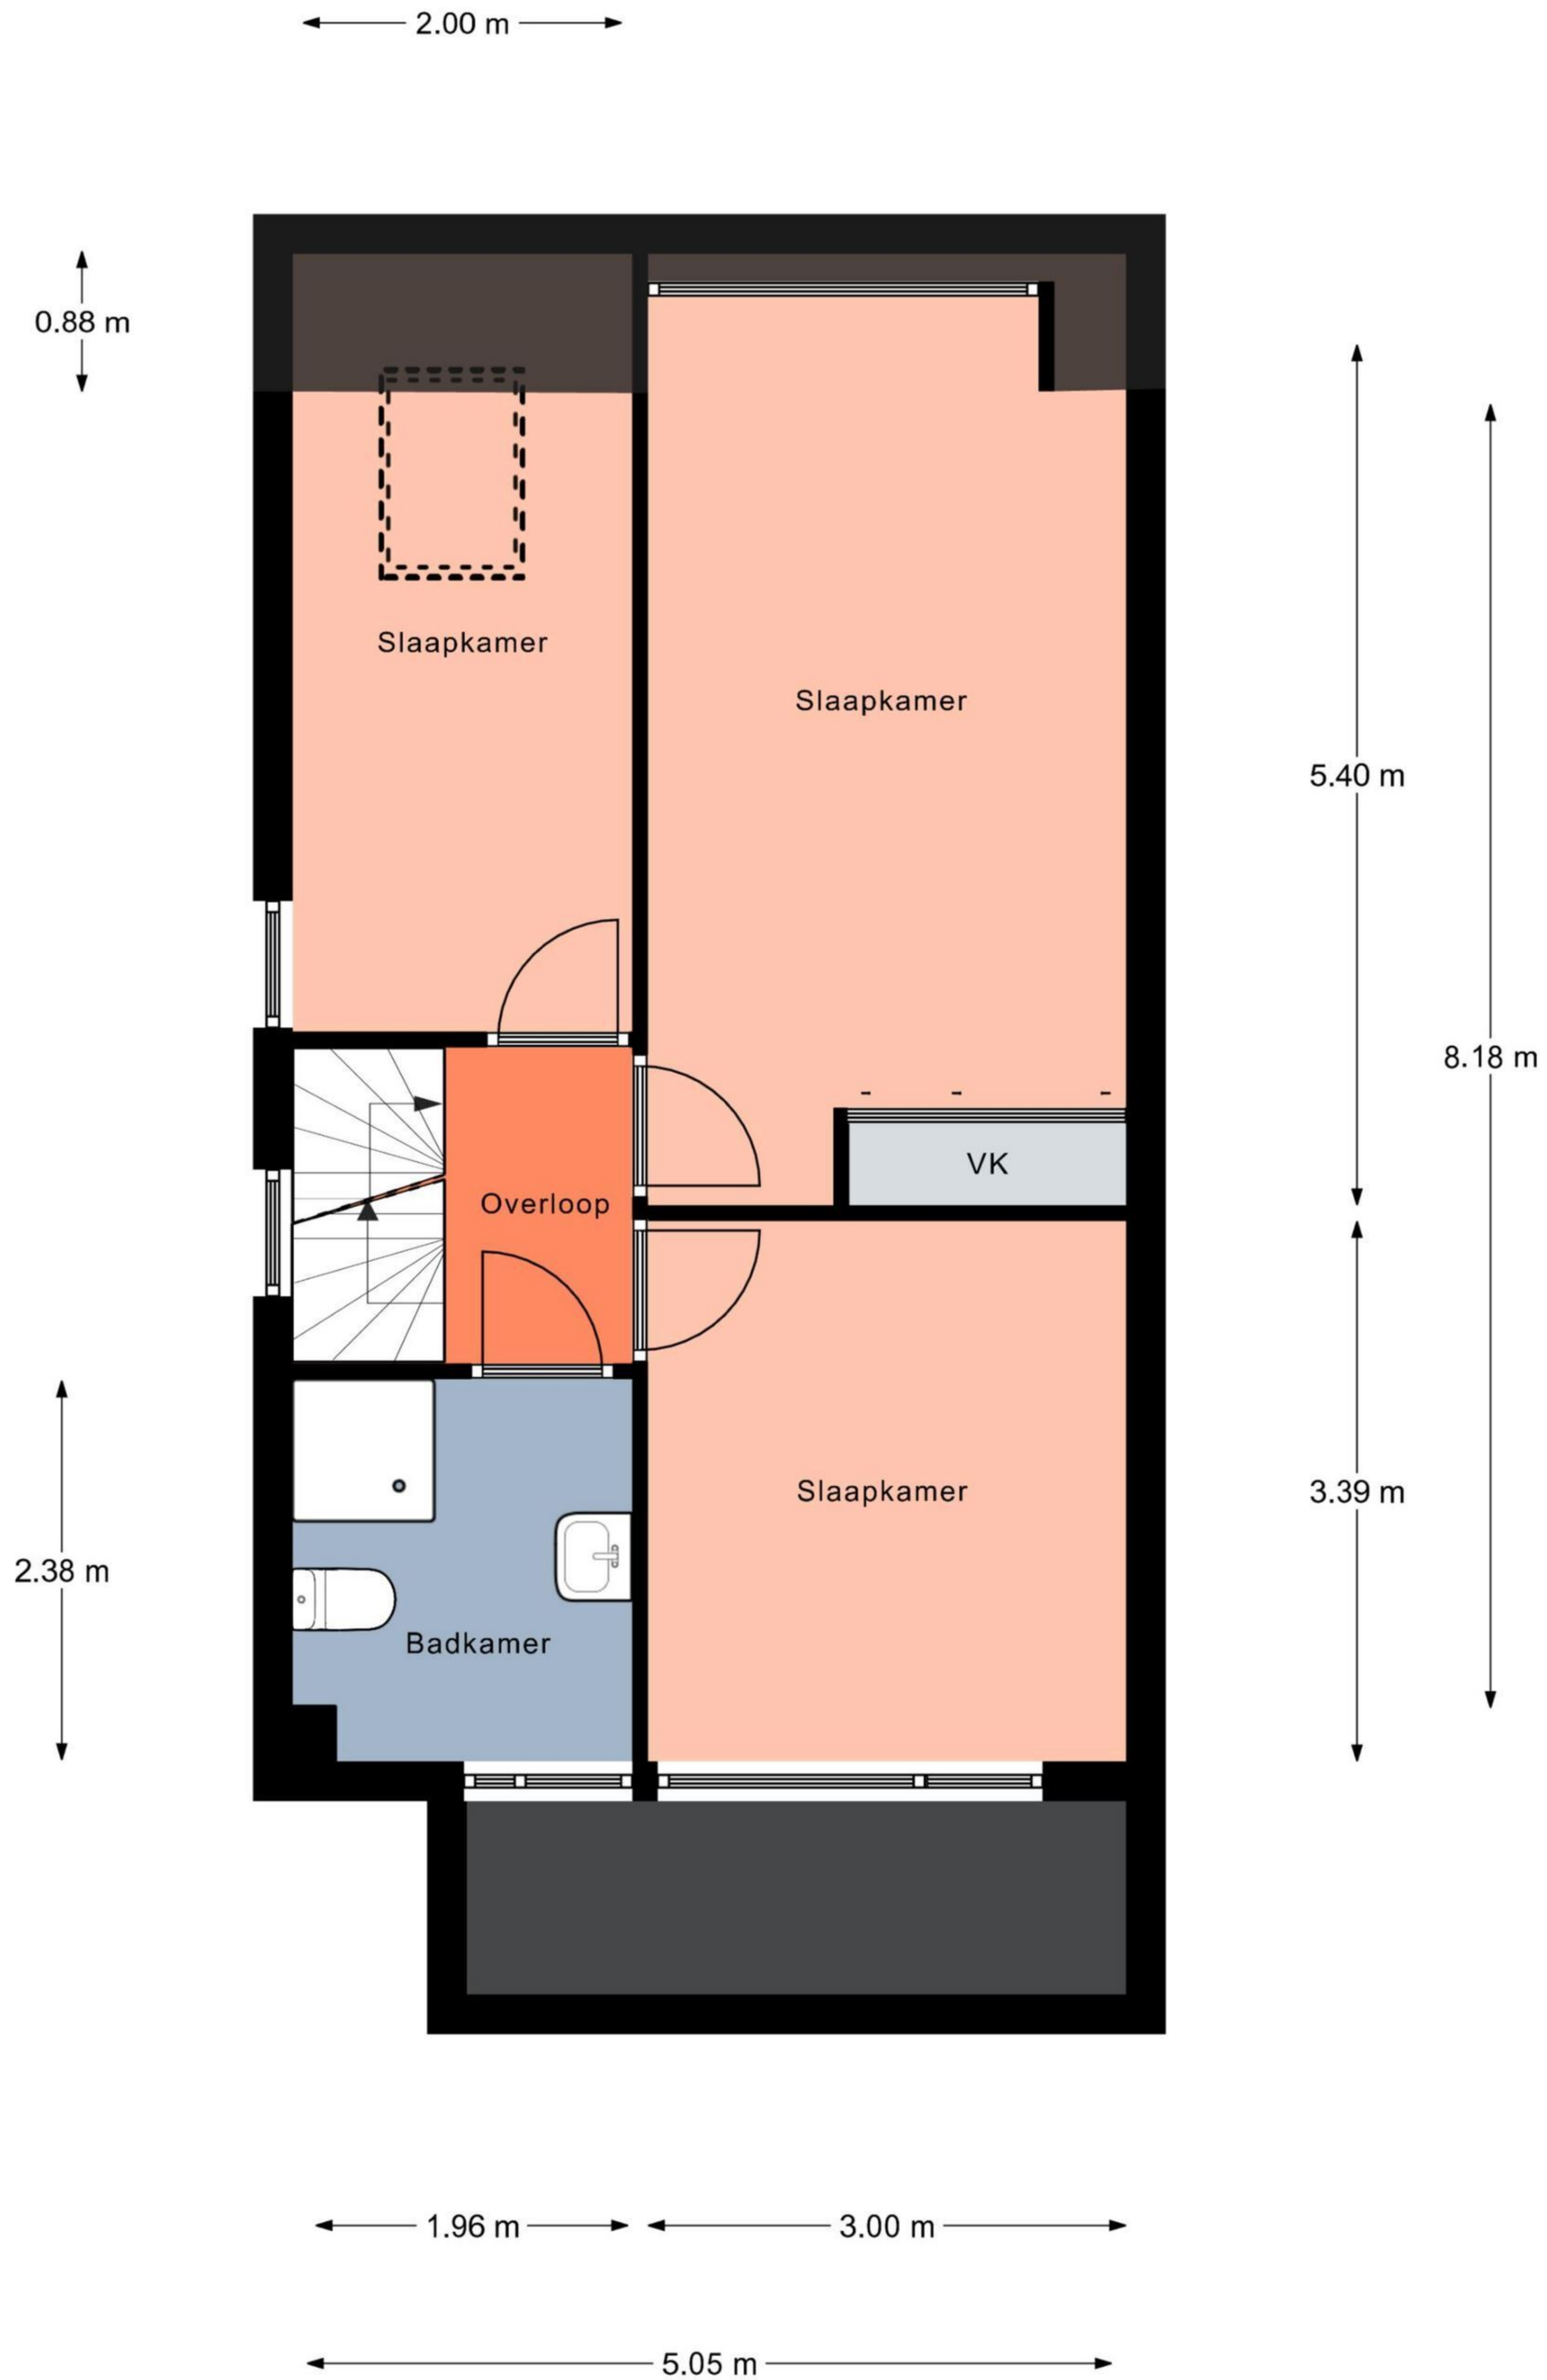 2.00 m
0.88 m
Slaapkamer
Slaapkamer
5.40 m
8.18 m
VK
Overloop
Slaapkamer
3.39 m
2.38 m
Badkamer
1.96 m
3.00 m
5.05 m